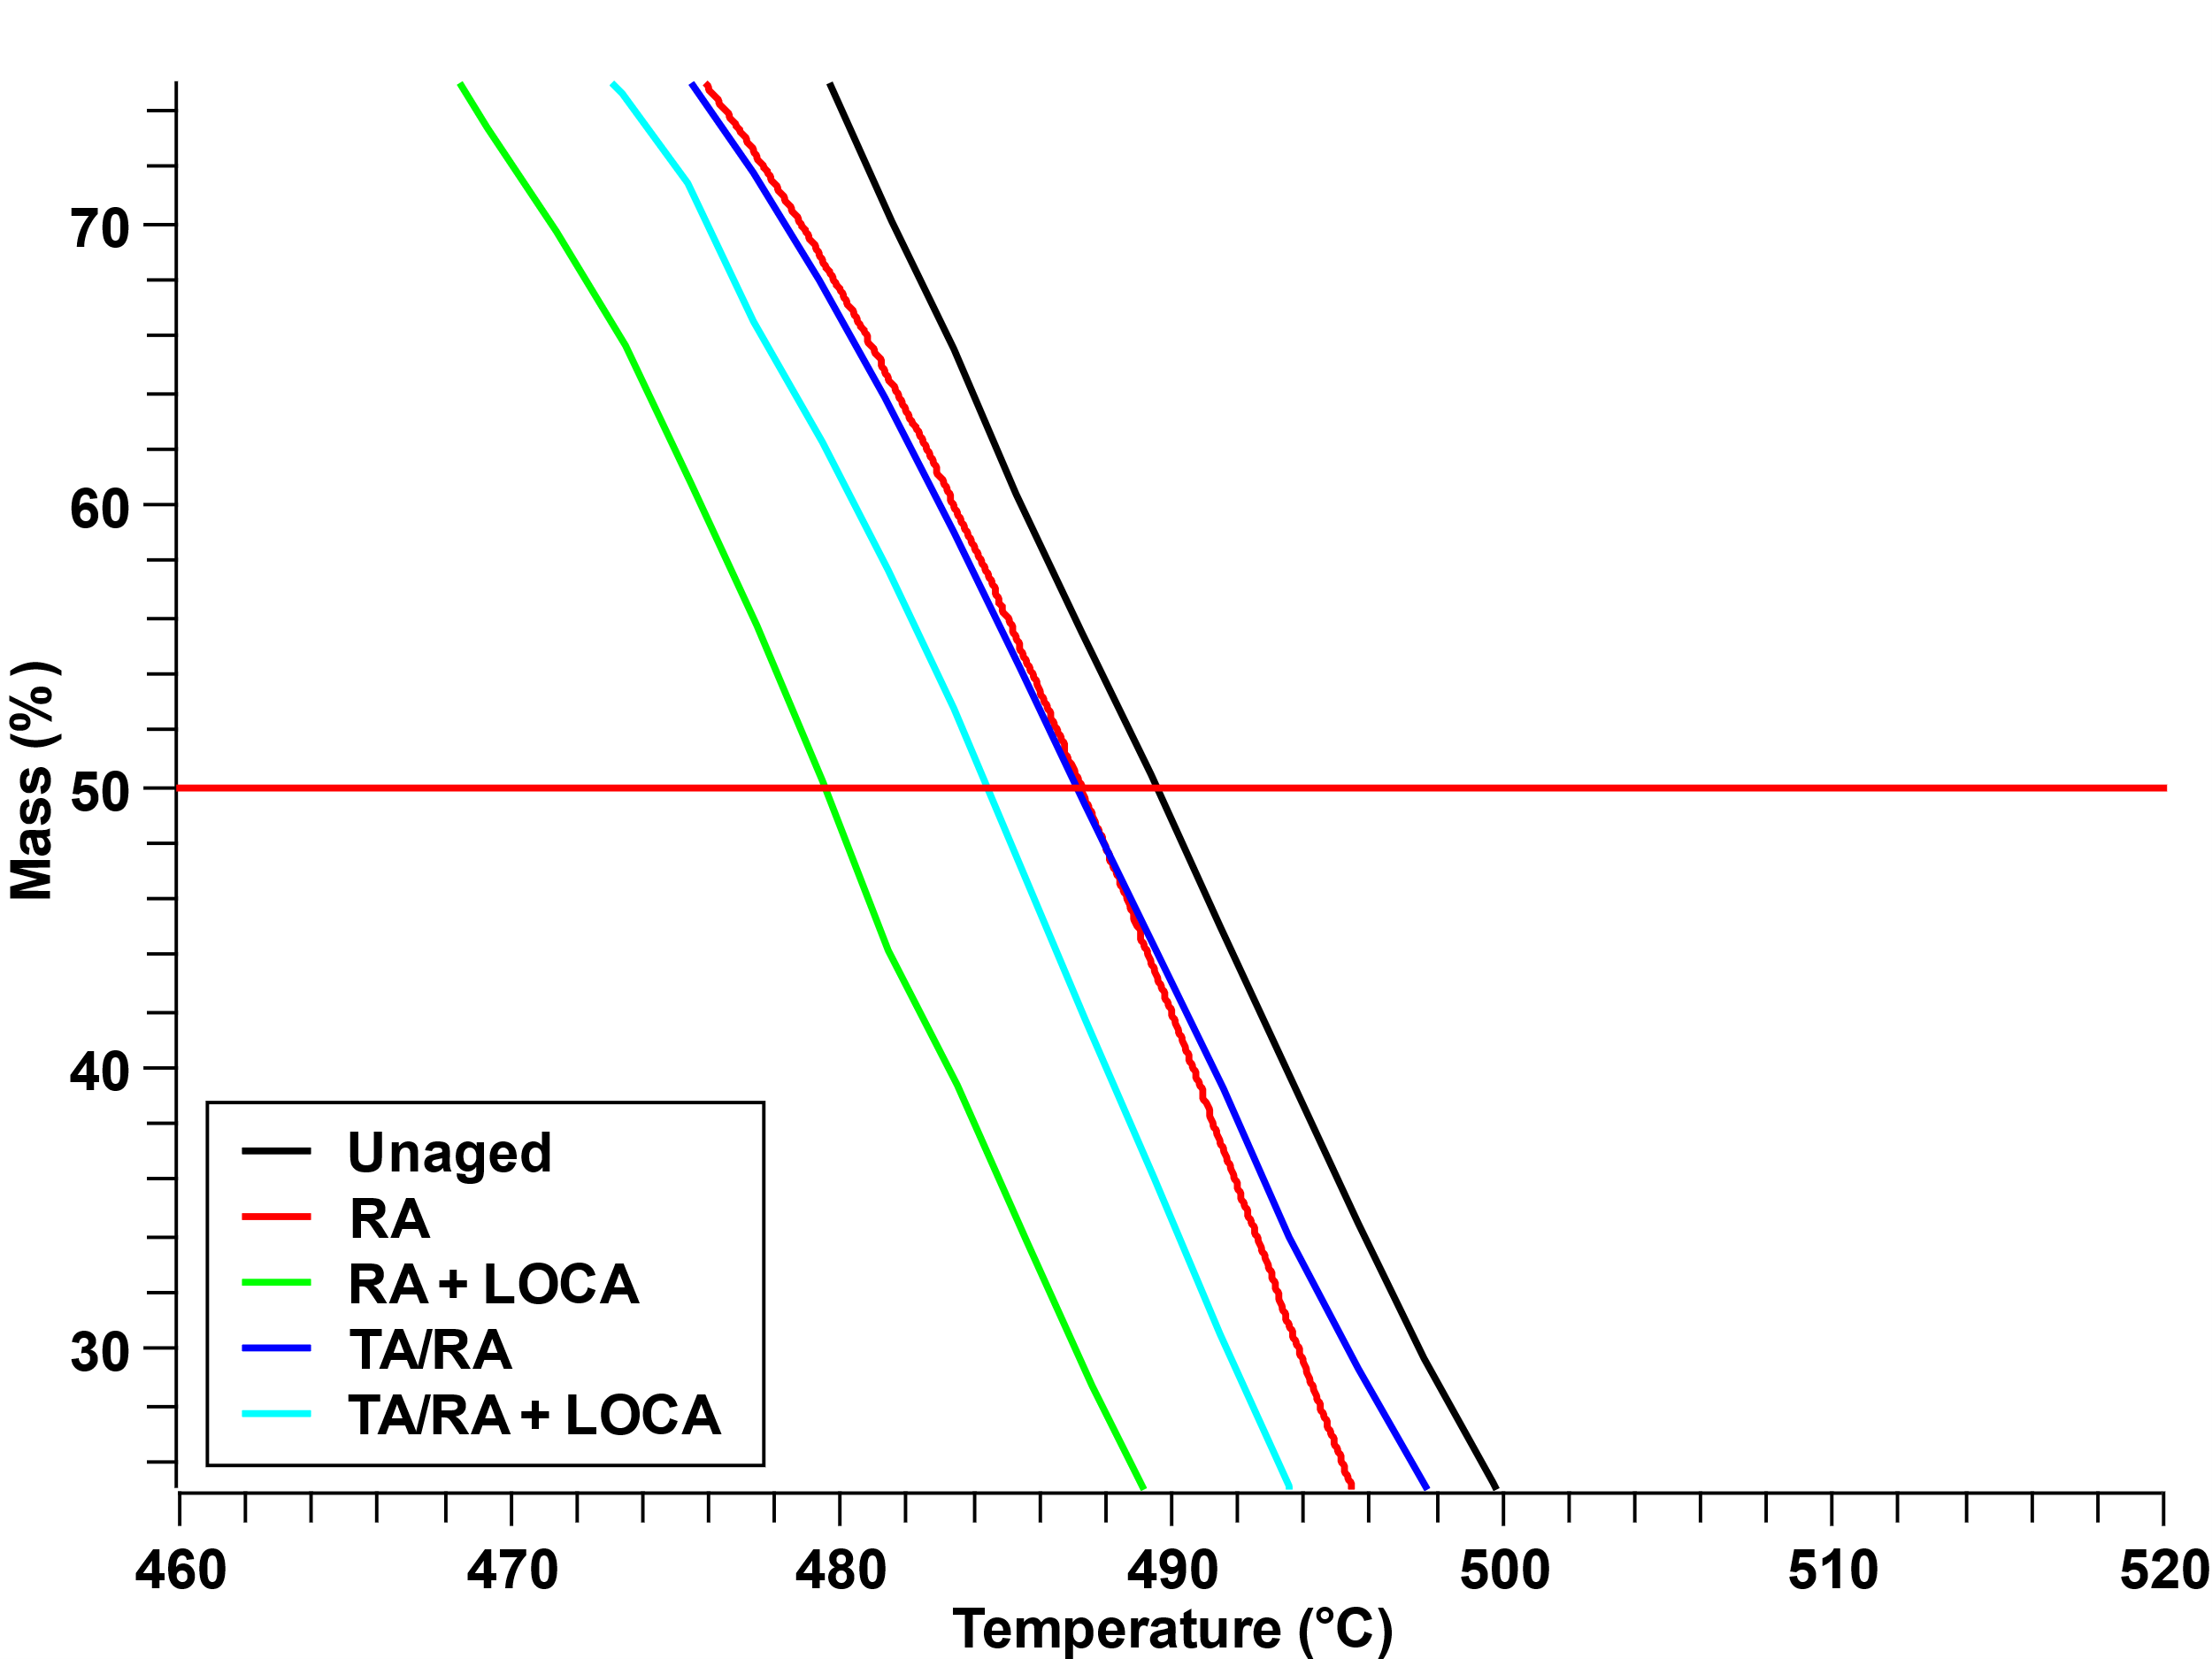 70
60
50
40
30
Mass (%)
Unaged
RA
RA + LOCA
TA/RA
TA/RA + LOCA
460 470 480 490 500 510 520
Temperature (°C)